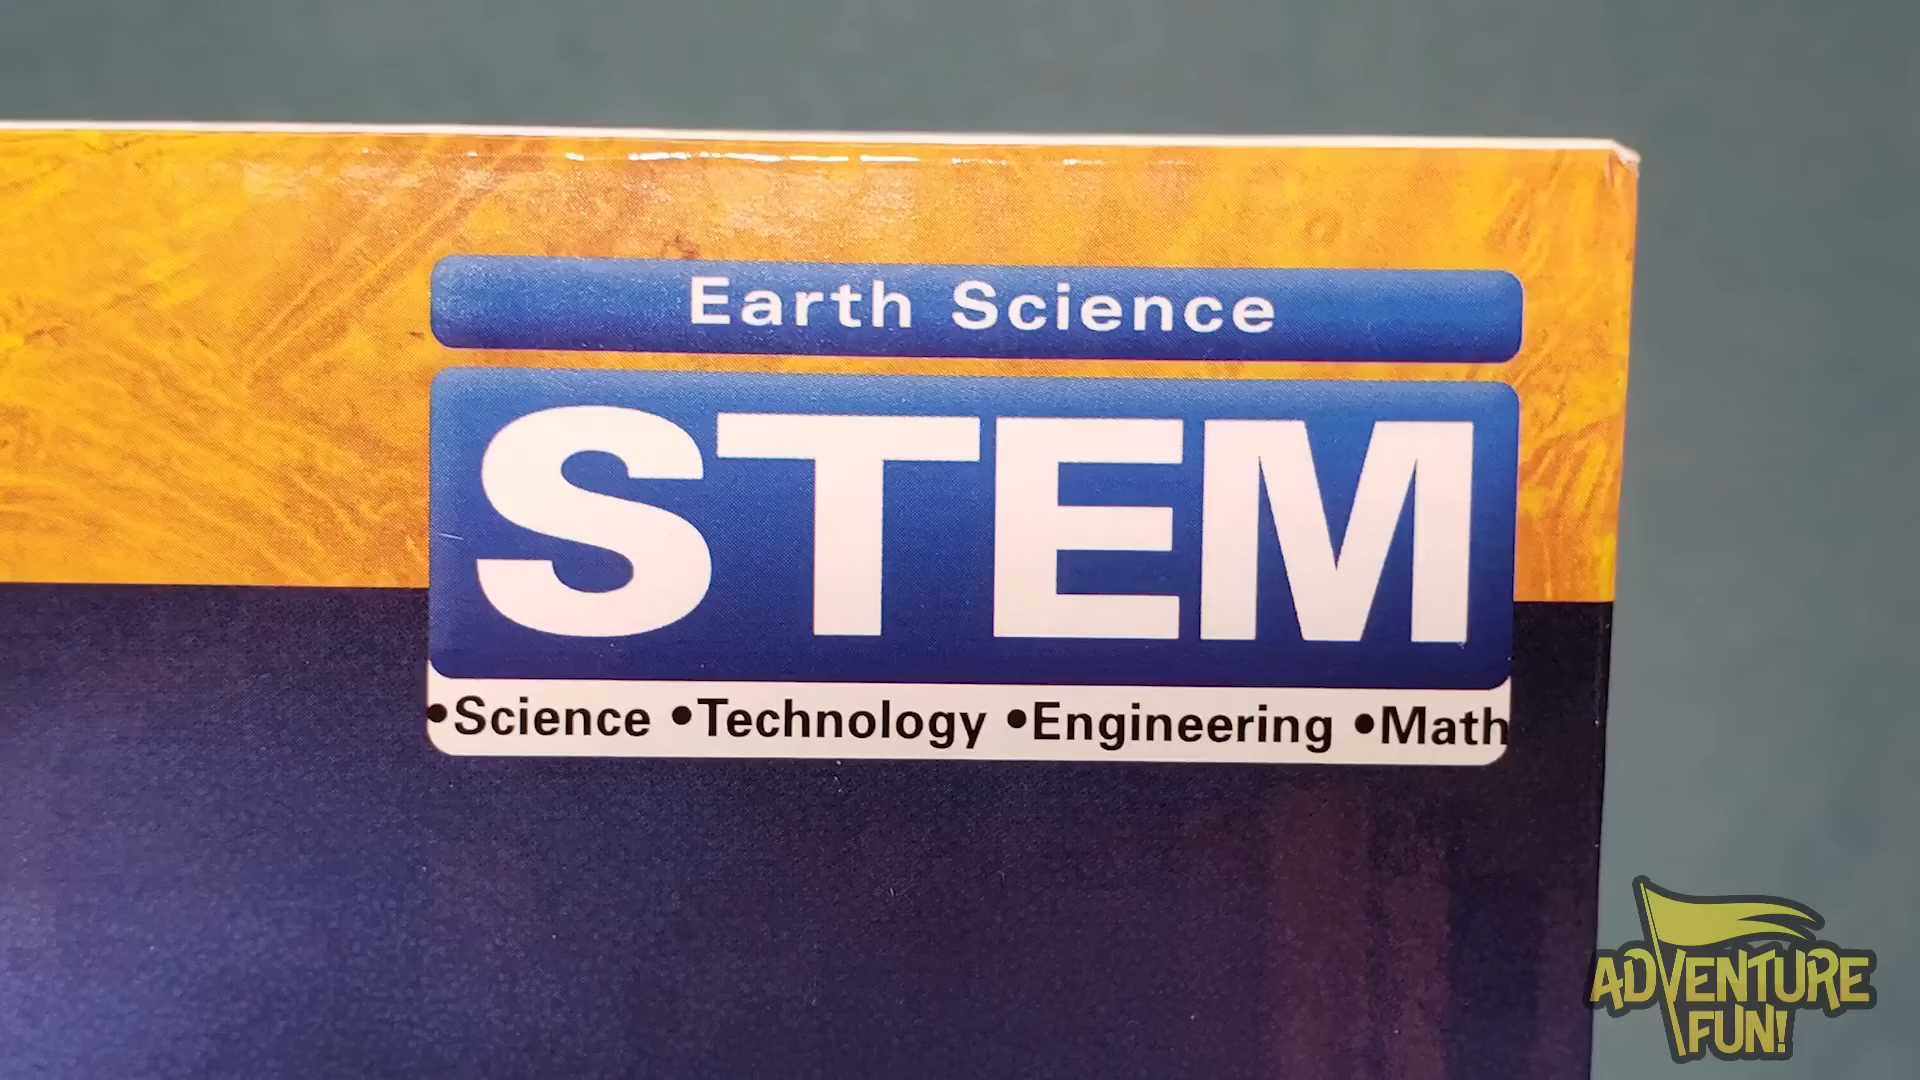 Earth Science
STEM
•Science •Technology •Engineering •Math
ADVENTURE
FUN!